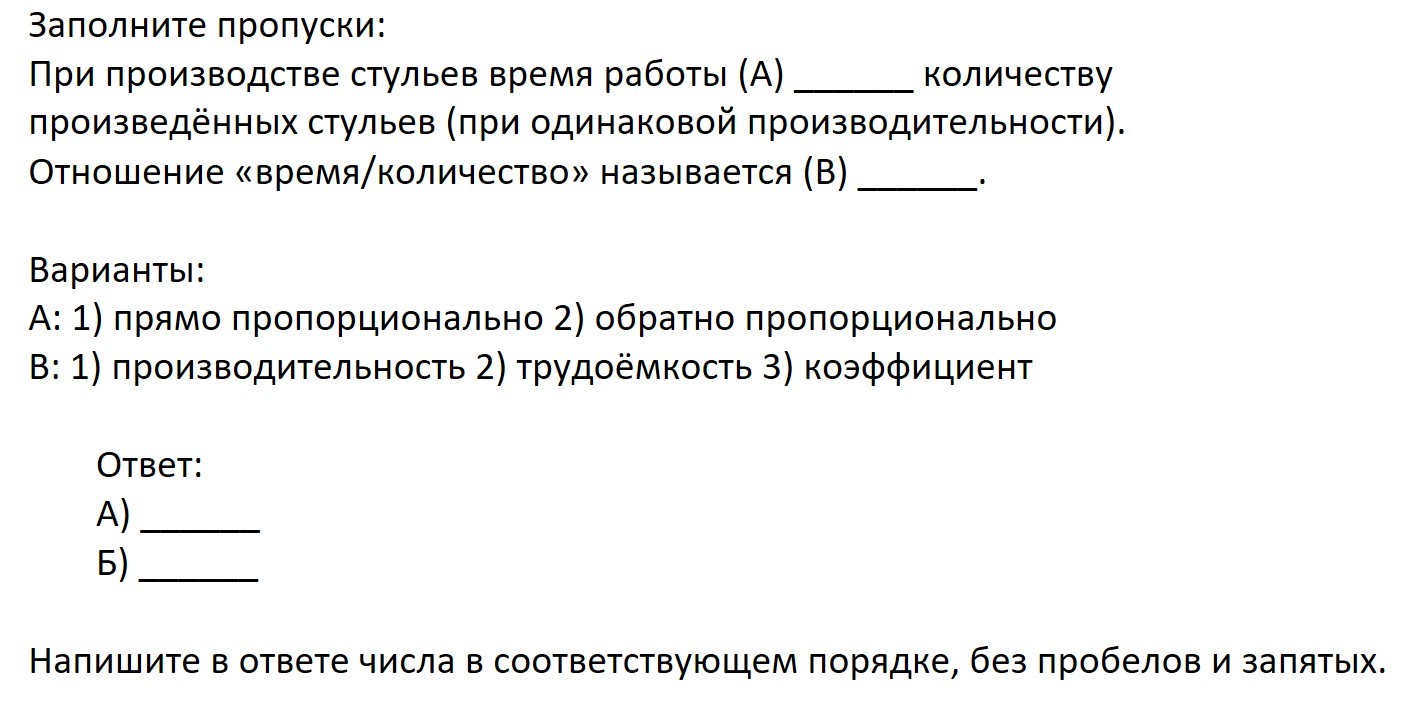 Заполните пропуски:
При производстве стульев время работы (А) ______ количеству
произведённых стульев (при одинаковой производительности).
Отношение «время/количество» называется (В) ______.
Варианты:
А: 1) прямо пропорционально 2) обратно пропорционально
В: 1) производительность 2) трудоёмкость 3) коэффициент
Ответ:
А) ______
Б) ______
Напишите в ответе числа в соответствующем порядке, без пробелов и запятых.